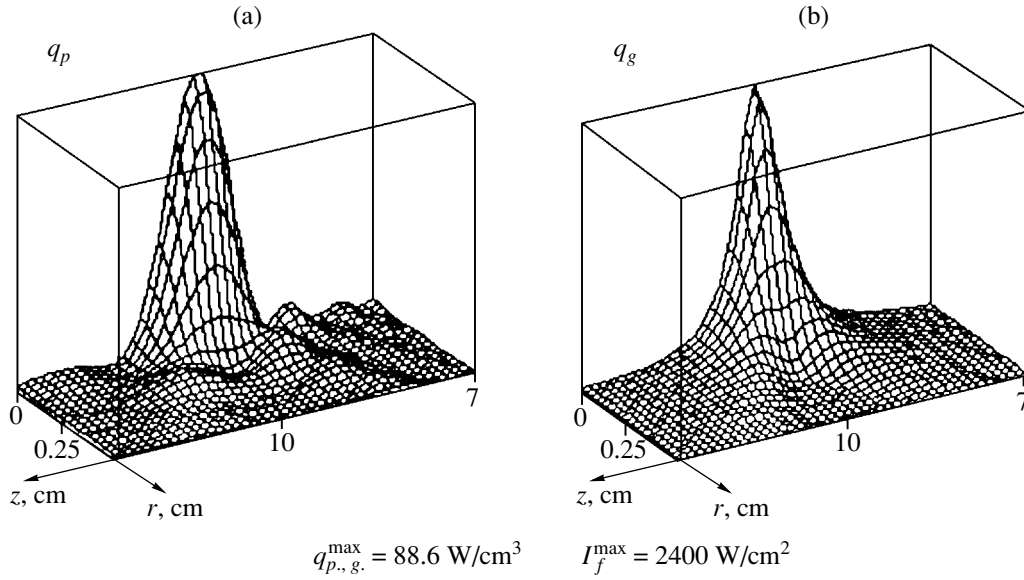 (a) (b)
q_p q_g
0 0.25 10 7
z, cm r, cm
0 0.25 10 7
z, cm r, cm
q_{p., g.}^{max} = 88.6 W/cm^3 I_f^{max} = 2400 W/cm^2